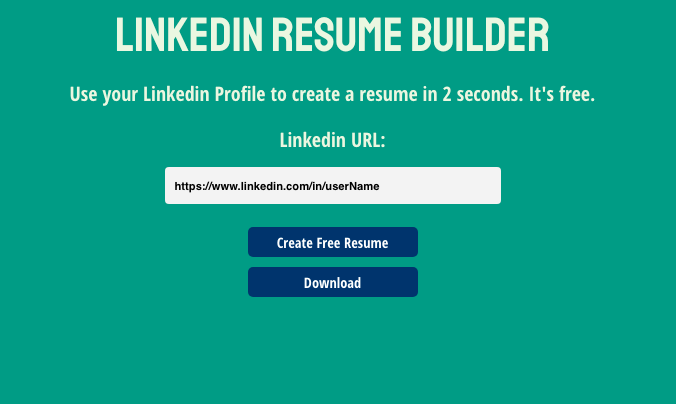 LINKEDIN RESUME BUILDER
Use your Linkedin Profile to create a resume in 2 seconds. It's free.
Linkedin URL:
https://www.linkedin.com/in/userName
Create Free Resume
Download